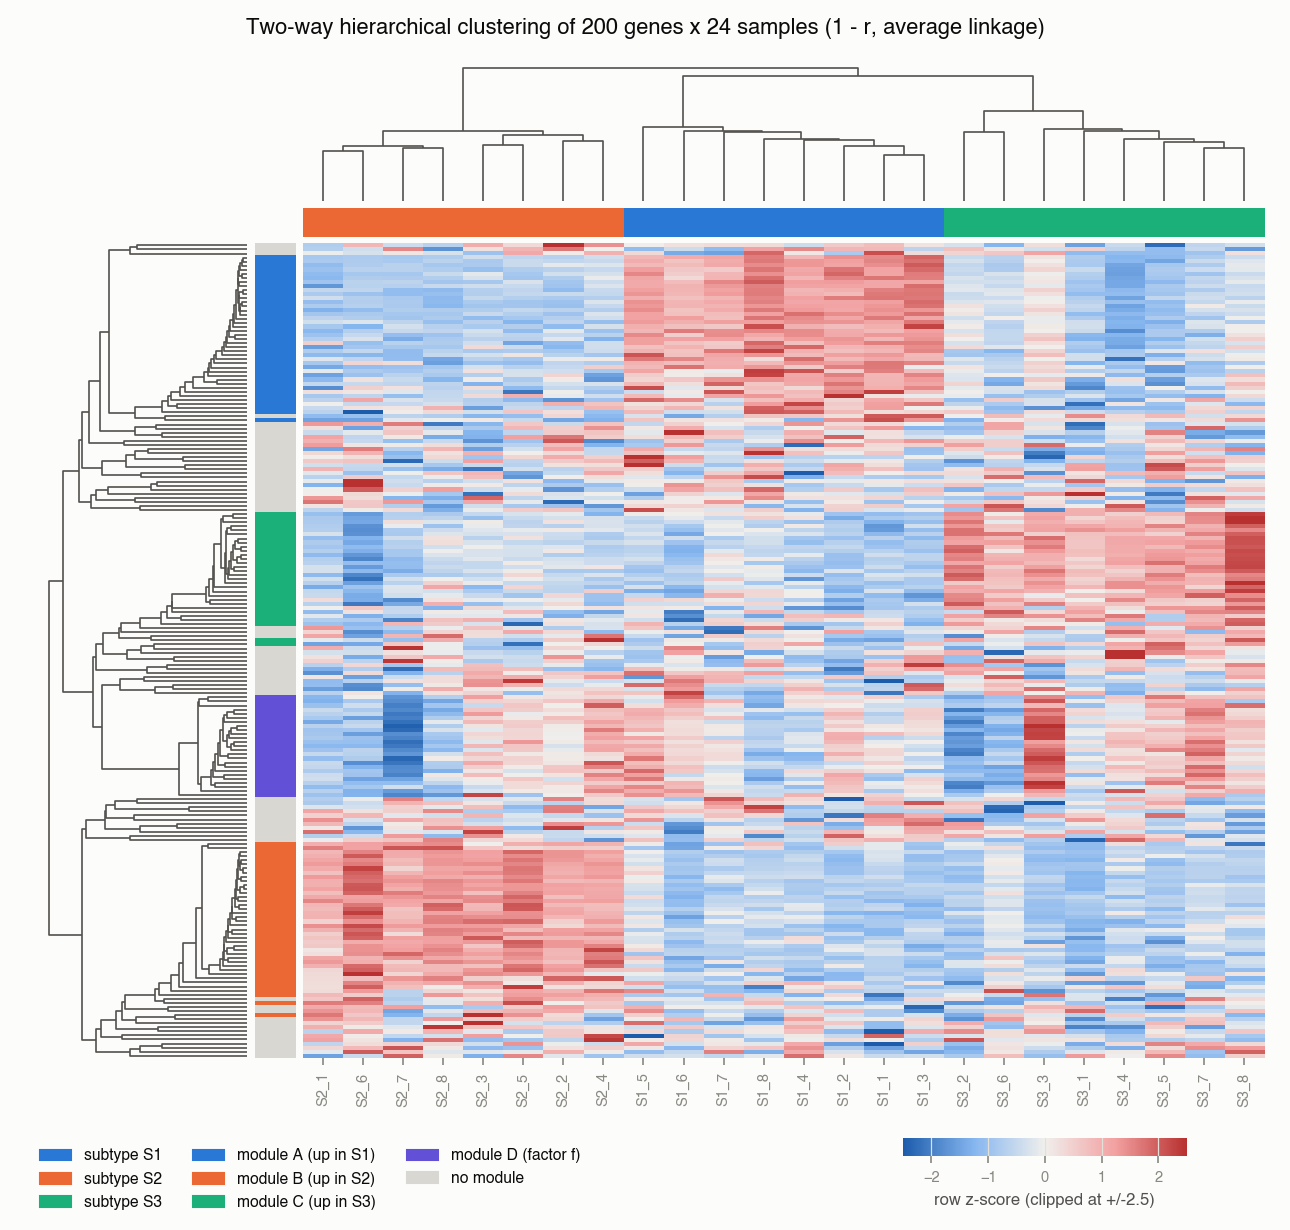 Two-way hierarchical clustering of 200 genes x 24 samples (1 - r, average linkage)
S2_1 S2_6 S2_7 S2_8 S2_3 S2_5 S2_2 S2_4 S1_5 S1_6 S1_7 S1_8 S1_4 S1_2 S1_1 S1_3 S3_2 S3_6 S3_3 S3_1 S3_4 S3_5 S3_7 S3_8
subtype S1 module A (up in S1) module D (factor f)
subtype S2 module B (up in S2) no module
subtype S3 module C (up in S3)
−2 −1 0 1 2
row z-score (clipped at +/-2.5)